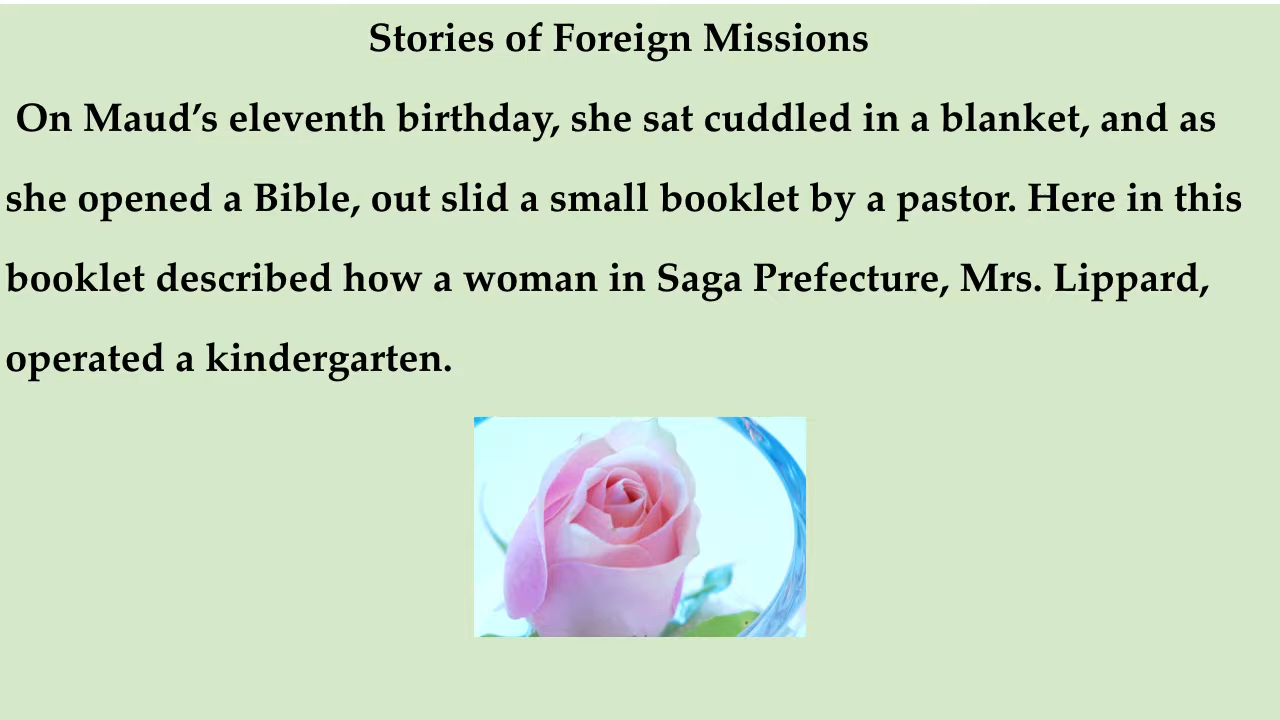 Stories of Foreign Missions
On Maud’s eleventh birthday, she sat cuddled in a blanket, and as
she opened a Bible, out slid a small booklet by a pastor. Here in this
booklet described how a woman in Saga Prefecture, Mrs. Lippard,
operated a kindergarten.